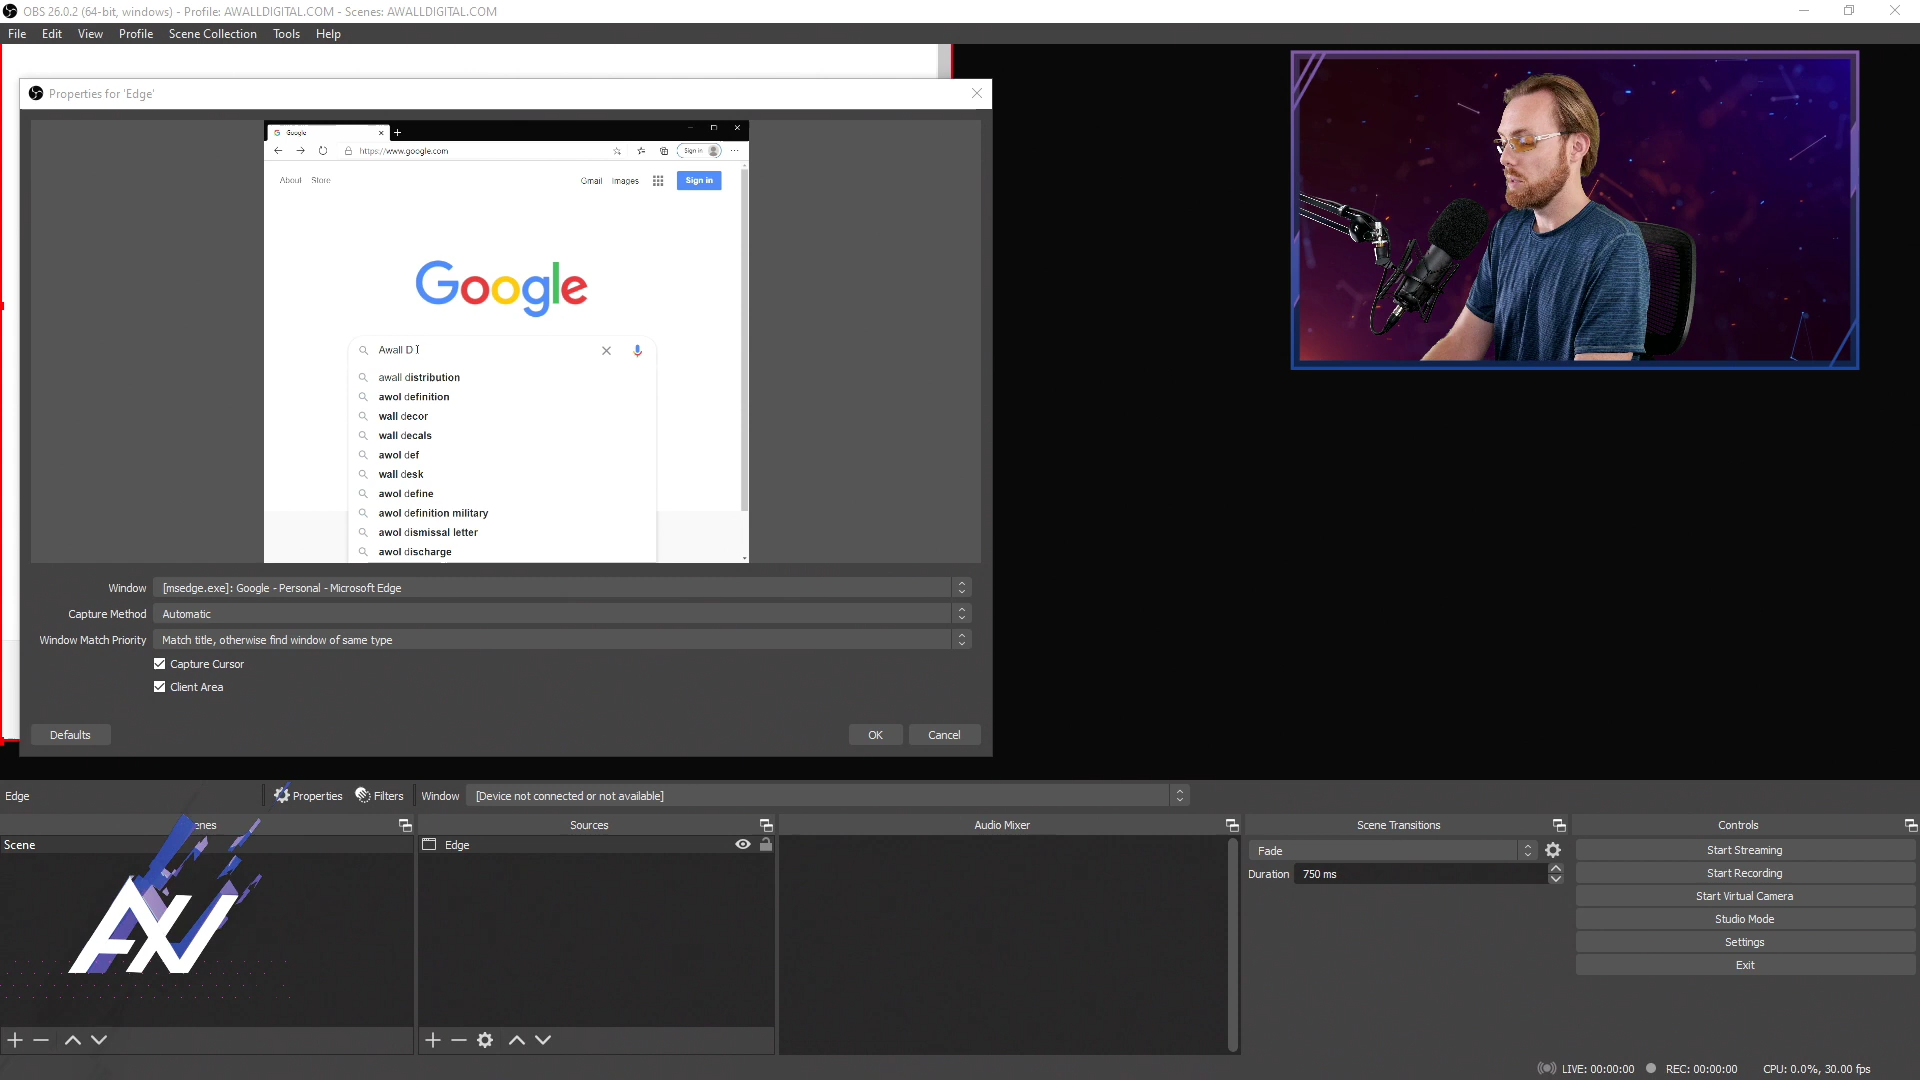 OBS 26.0.2 (64-bit, windows) - Profile: AWALLDIGITAL.COM - Scenes: AWALLDIGITAL.COM
File Edit View Profile Scene Collection Tools Help
Properties for 'Edge'
Google
https://www.google.com
Sign in
About Store
Gmail Images
Sign in
Google
Awall D
awall distribution
awol definition
wall decor
wall decals
awol def
wall desk
awol define
awol definition military
awol dismissal letter
awol discharge
Window [msedge.exe]: Google - Personal - Microsoft Edge
Capture Method Automatic
Window Match Priority Match title, otherwise find window of same type
Capture Cursor
Client Area
Defaults
OK
Cancel
Edge
Properties
Filters
Window [Device not connected or not available]
enes
Scene
Sources
Edge
Audio Mixer
Scene Transitions
Fade
Duration 750 ms
Controls
Start Streaming
Start Recording
Start Virtual Camera
Studio Mode
Settings
Exit
LIVE: 00:00:00 REC: 00:00:00 CPU: 0.0%, 30.00 fps